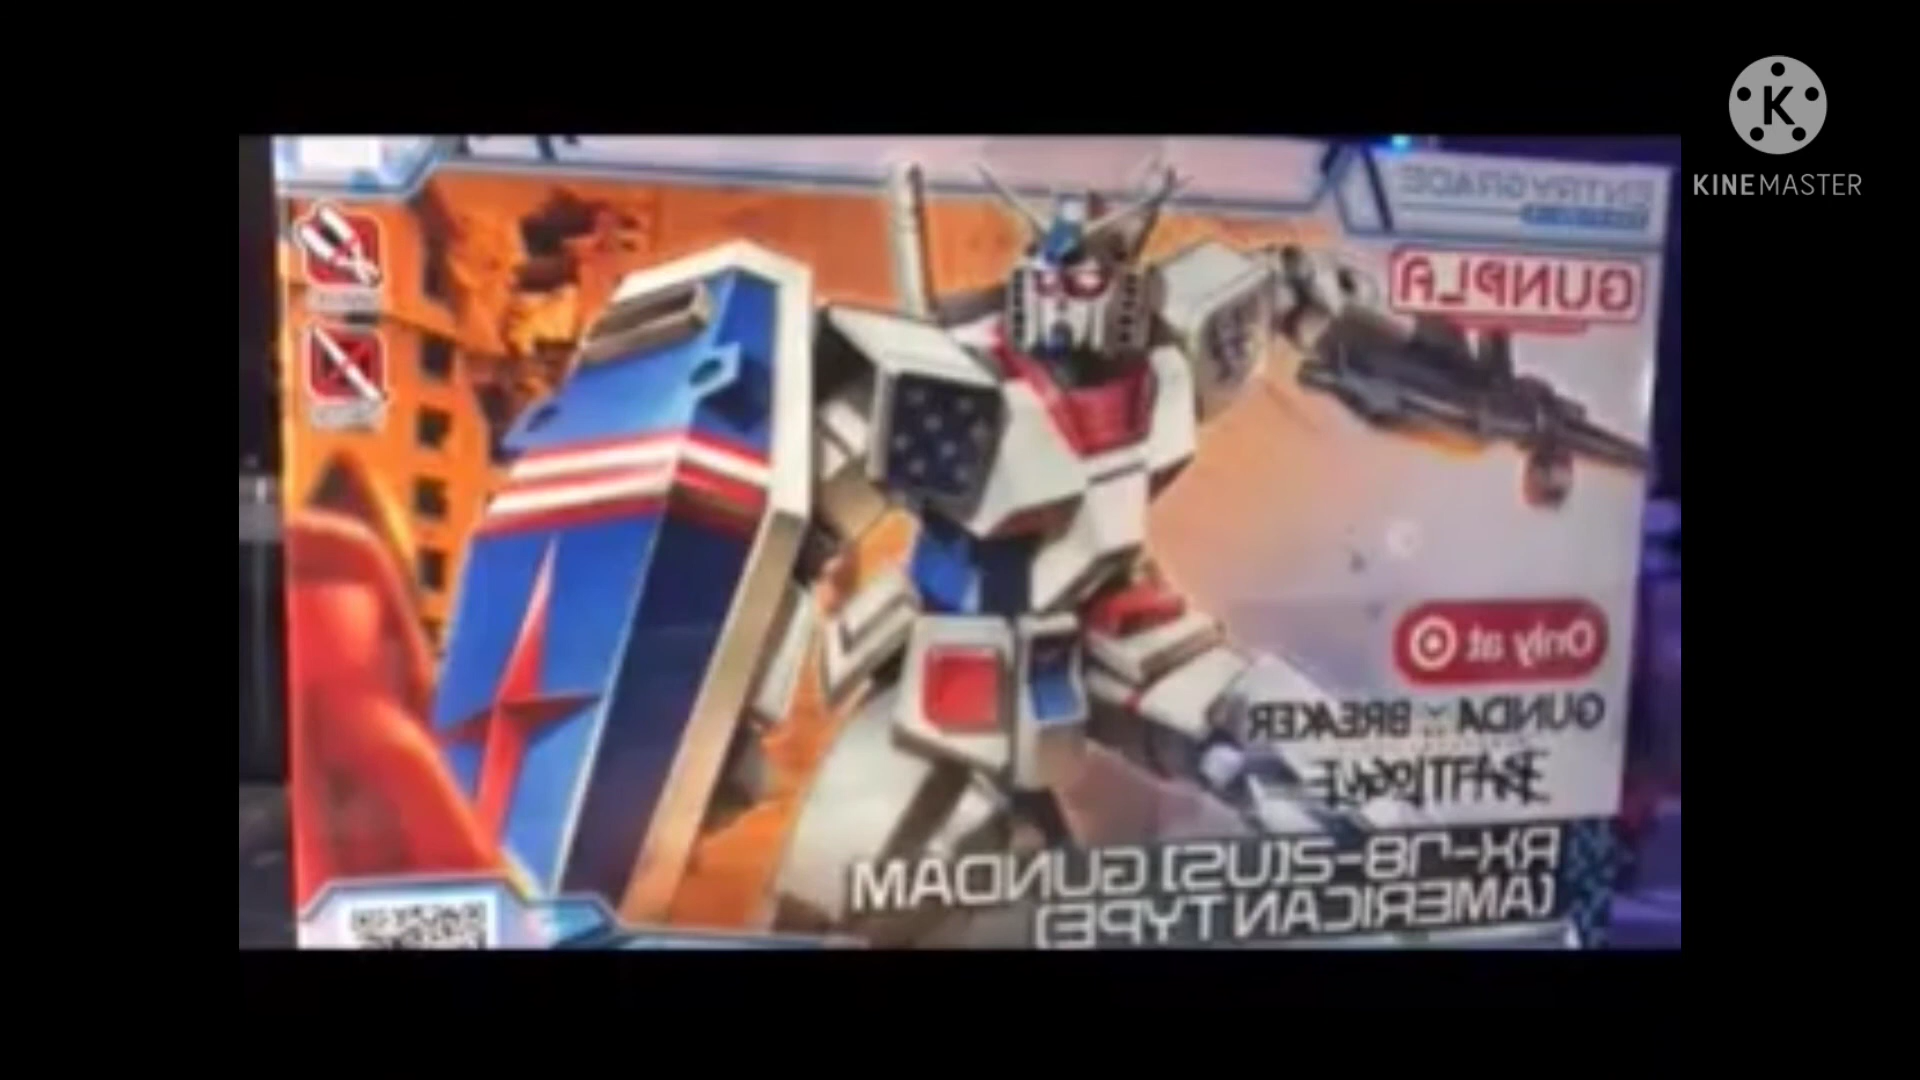 K
KINEMASTER
ENTRY GRADE
GUNPLA
Only at
GUNDA BREAKER
BATTLOGUE
RX-78-2[US] GUNDAM
(AMERICAN TYPE)